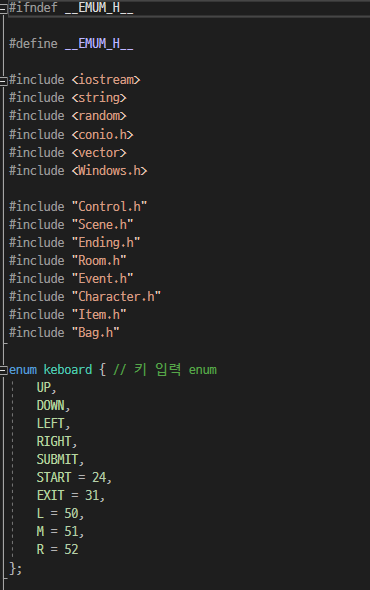 #ifndef __EMUM_H__
#define __EMUM_H__
#include <iostream>
#include <string>
#include <random>
#include <conio.h>
#include <vector>
#include <Windows.h>
#include "Control.h"
#include "Scene.h"
#include "Ending.h"
#include "Room.h"
#include "Event.h"
#include "Character.h"
#include "Item.h"
#include "Bag.h"
enum keboard { // 키 입력 enum
UP,
DOWN,
LEFT,
RIGHT,
SUBMIT,
START = 24,
EXIT = 31,
L = 50,
M = 51,
R = 52
};